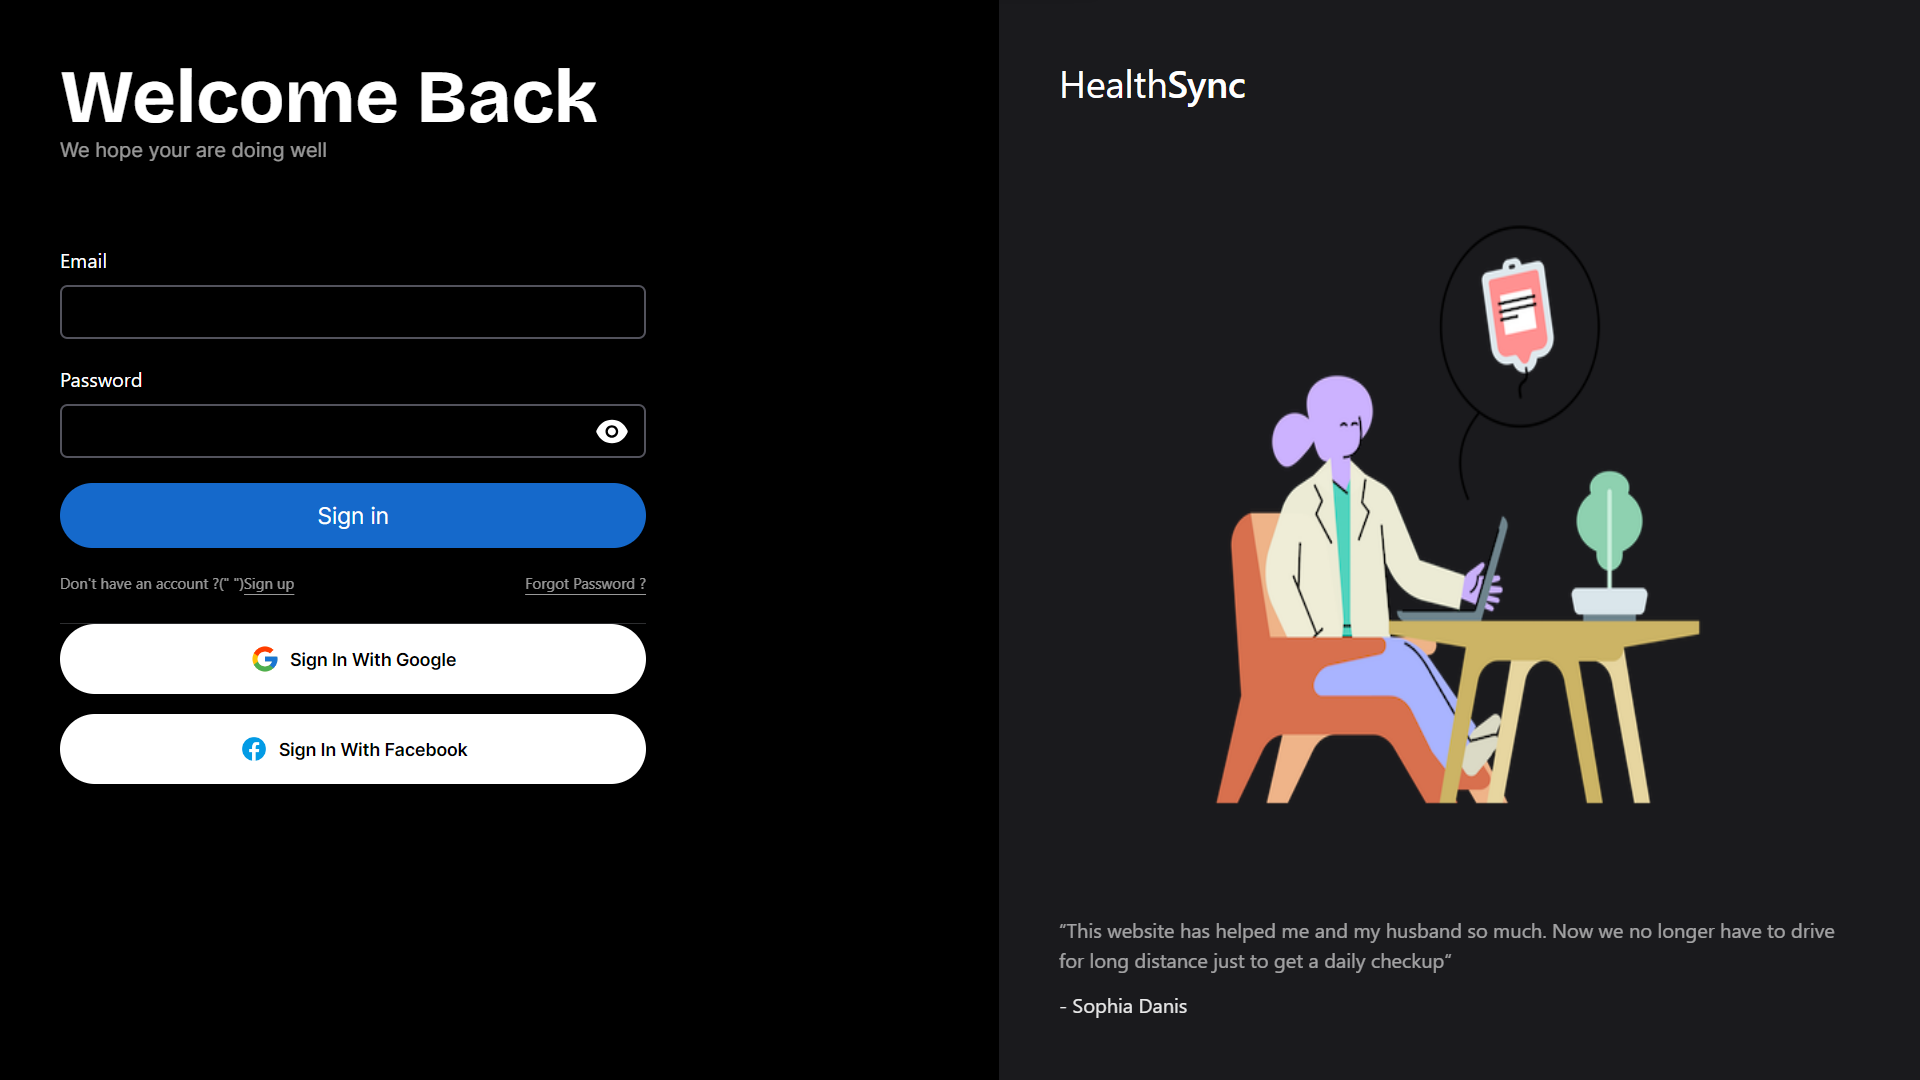 Welcome Back
We hope your are doing well
Email
Password
Sign in
Don't have an account ?(" ")Sign up
Forgot Password ?
Sign In With Google
Sign In With Facebook
HealthSync
“This website has helped me and my husband so much. Now we no longer have to drive
for long distance just to get a daily checkup“
- Sophia Danis